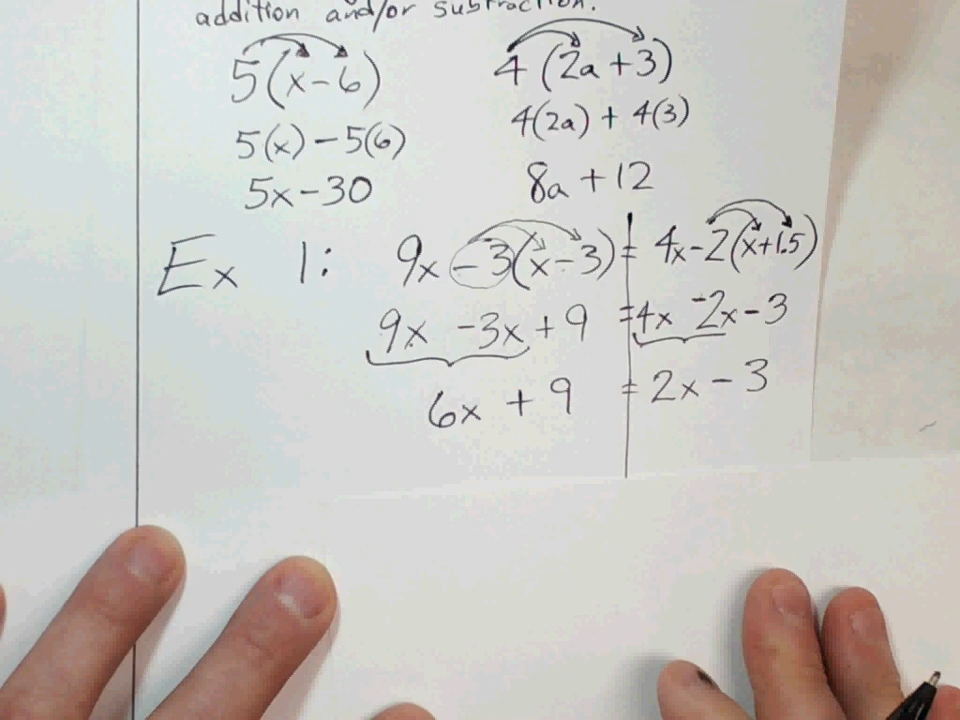 addition and/or subtraction.
5(x-6)
5(x) - 5(6)
5x-30
4(2a+3)
4(2a) + 4(3)
8a + 12
Ex 1: 9x -3(x-3) = 4x-2(x+1.5)
9x -3x + 9 = 4x -2x - 3
6x + 9 = 2x - 3